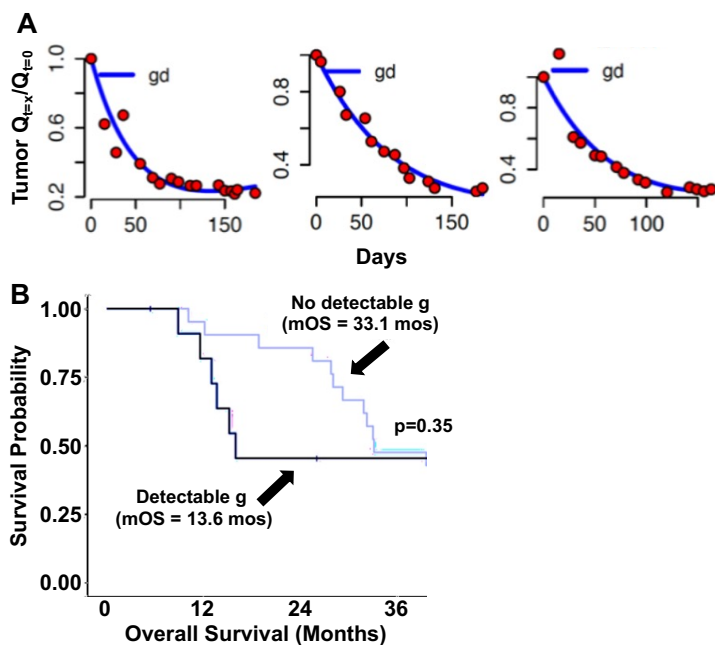 A
Tumor Qt=x/Qt=0
1.0
0.6
0.2
gd
0 50 150
0.8
0.4
gd
0 50 150
0.8
0.4
gd
0 50 150
Days
B
Survival Probability
1.00
0.75
0.50
0.25
0.00
No detectable g
(mOS = 33.1 mos)
p=0.35
Detectable g
(mOS = 13.6 mos)
0 12 24 36
Overall Survival (Months)